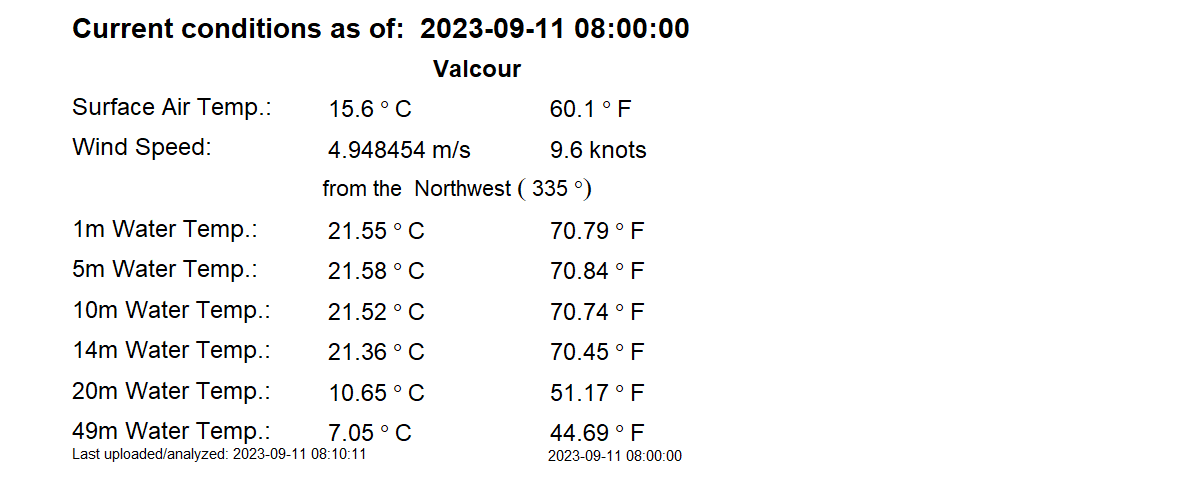 Current conditions as of: 2023-09-11 08:00:00
Valcour
Surface Air Temp.: 15.6 ° C 60.1 ° F
Wind Speed: 4.948454 m/s 9.6 knots
from the Northwest ( 335 °)
1m Water Temp.: 21.55 ° C 70.79 ° F
5m Water Temp.: 21.58 ° C 70.84 ° F
10m Water Temp.: 21.52 ° C 70.74 ° F
14m Water Temp.: 21.36 ° C 70.45 ° F
20m Water Temp.: 10.65 ° C 51.17 ° F
49m Water Temp.: 7.05 ° C 44.69 ° F
Last uploaded/analyzed: 2023-09-11 08:10:11 2023-09-11 08:00:00